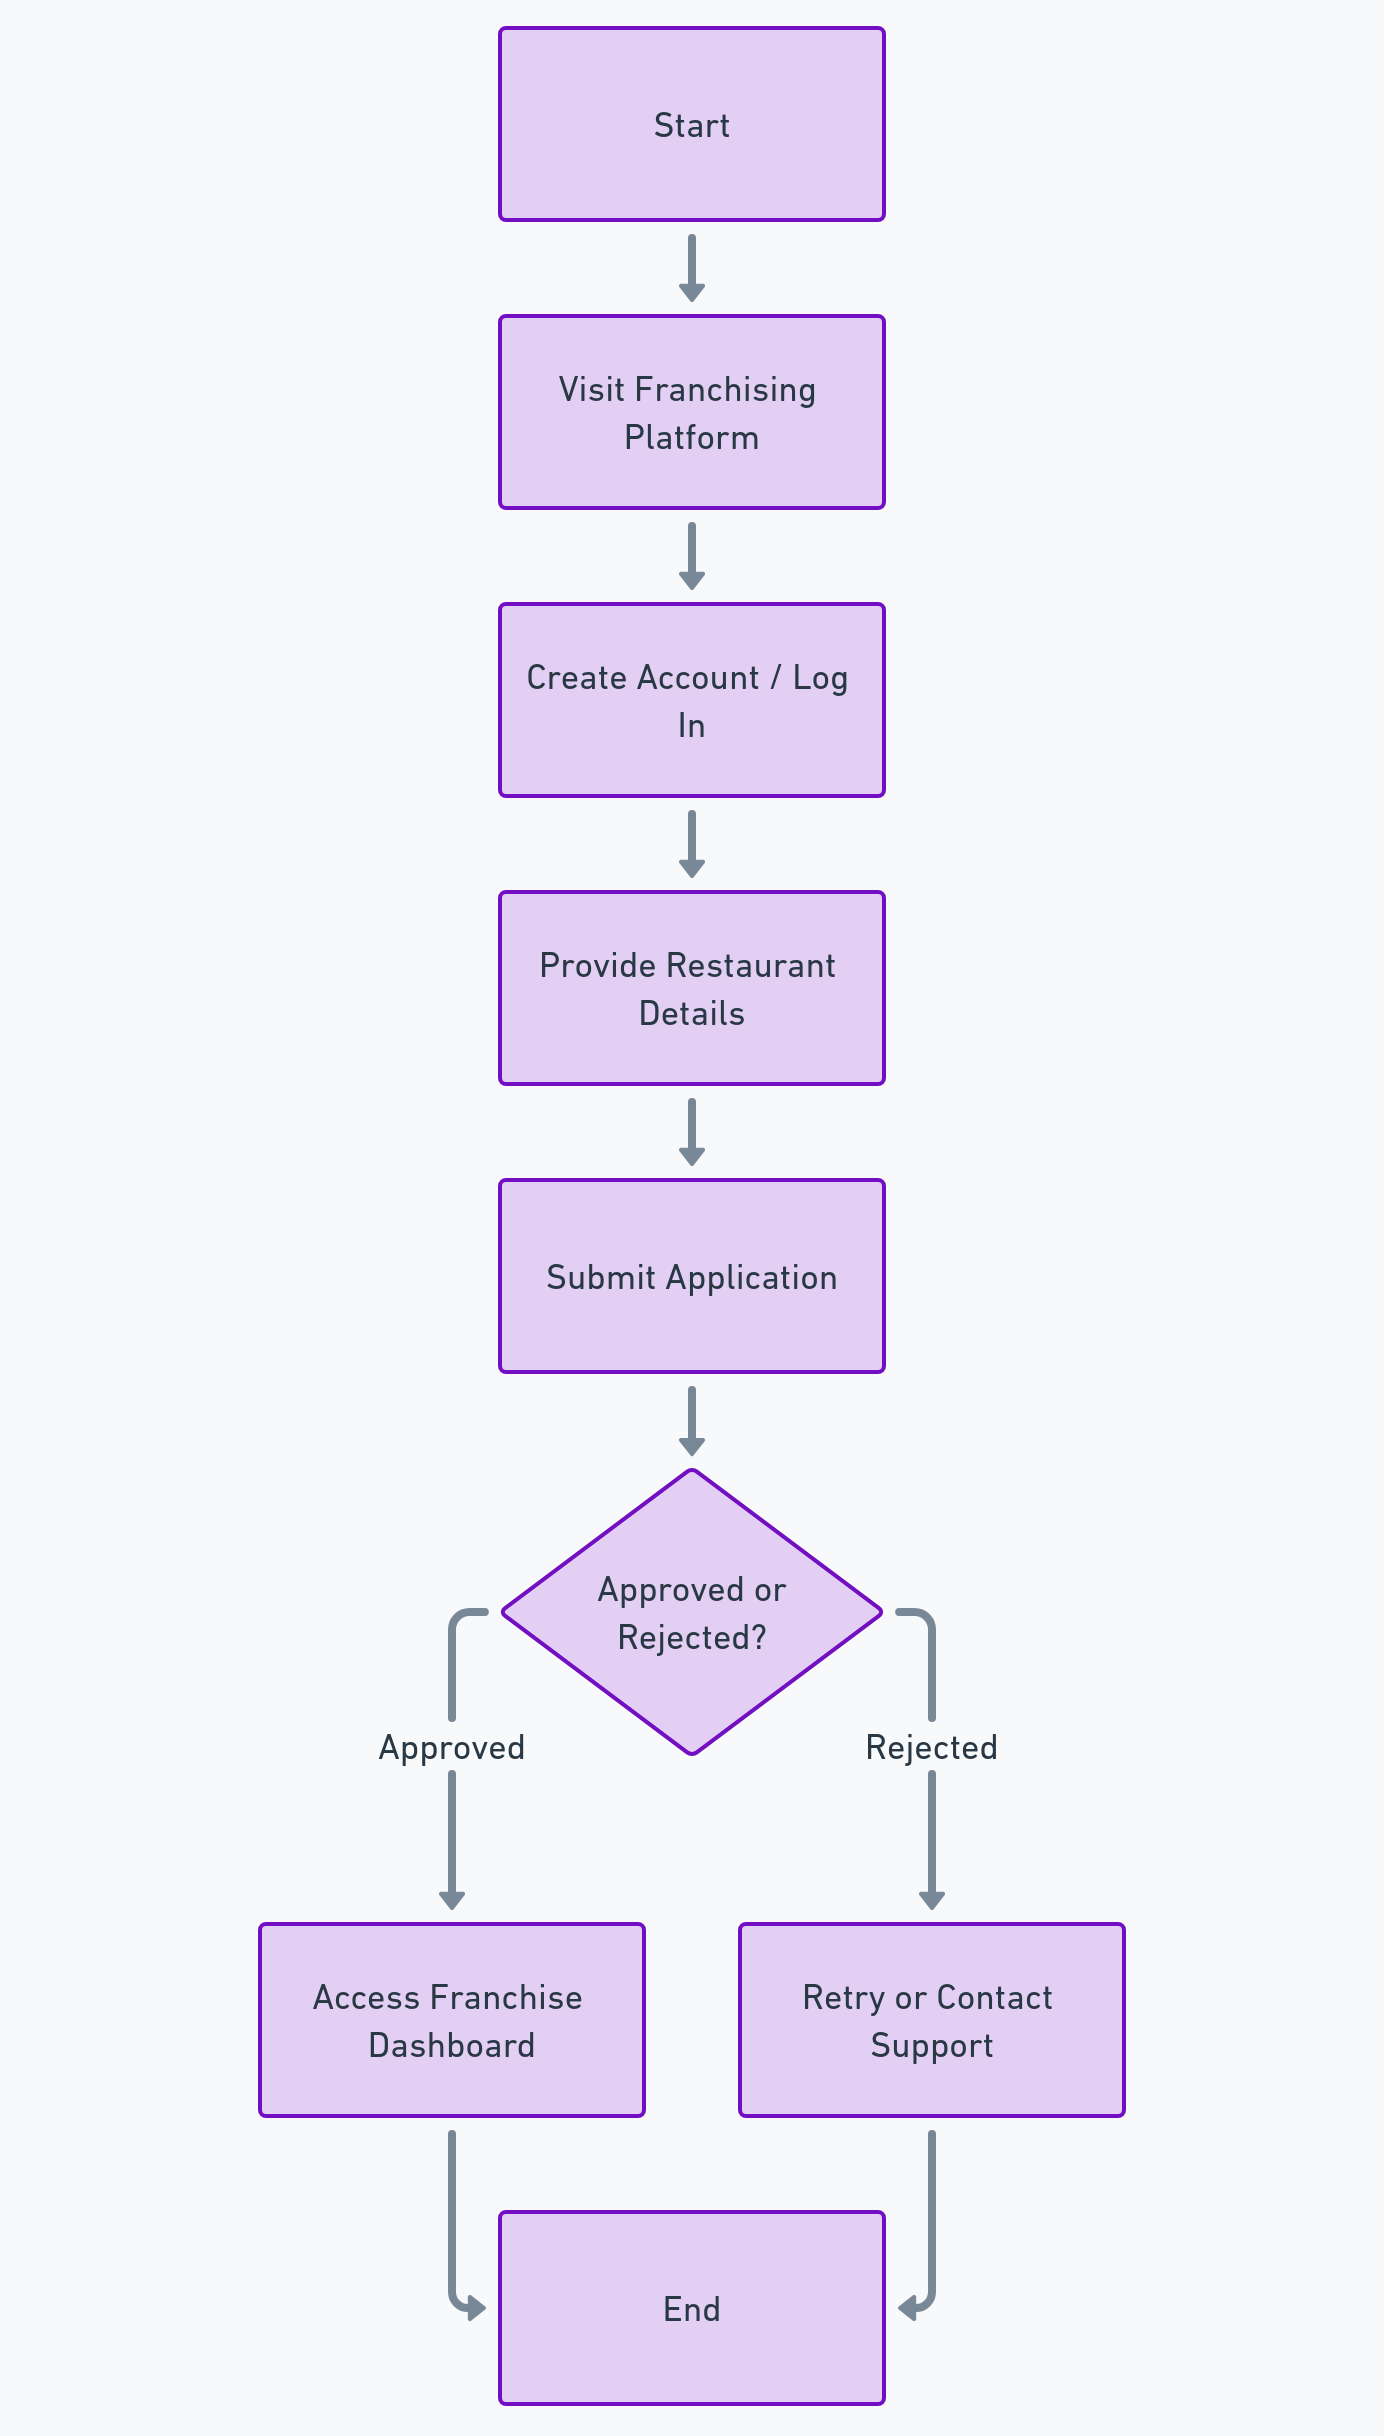 Start
Visit Franchising
Platform
Create Account / Log
In
Provide Restaurant
Details
Submit Application
Approved or
Rejected?
Approved
Rejected
Access Franchise
Dashboard
Retry or Contact
Support
End